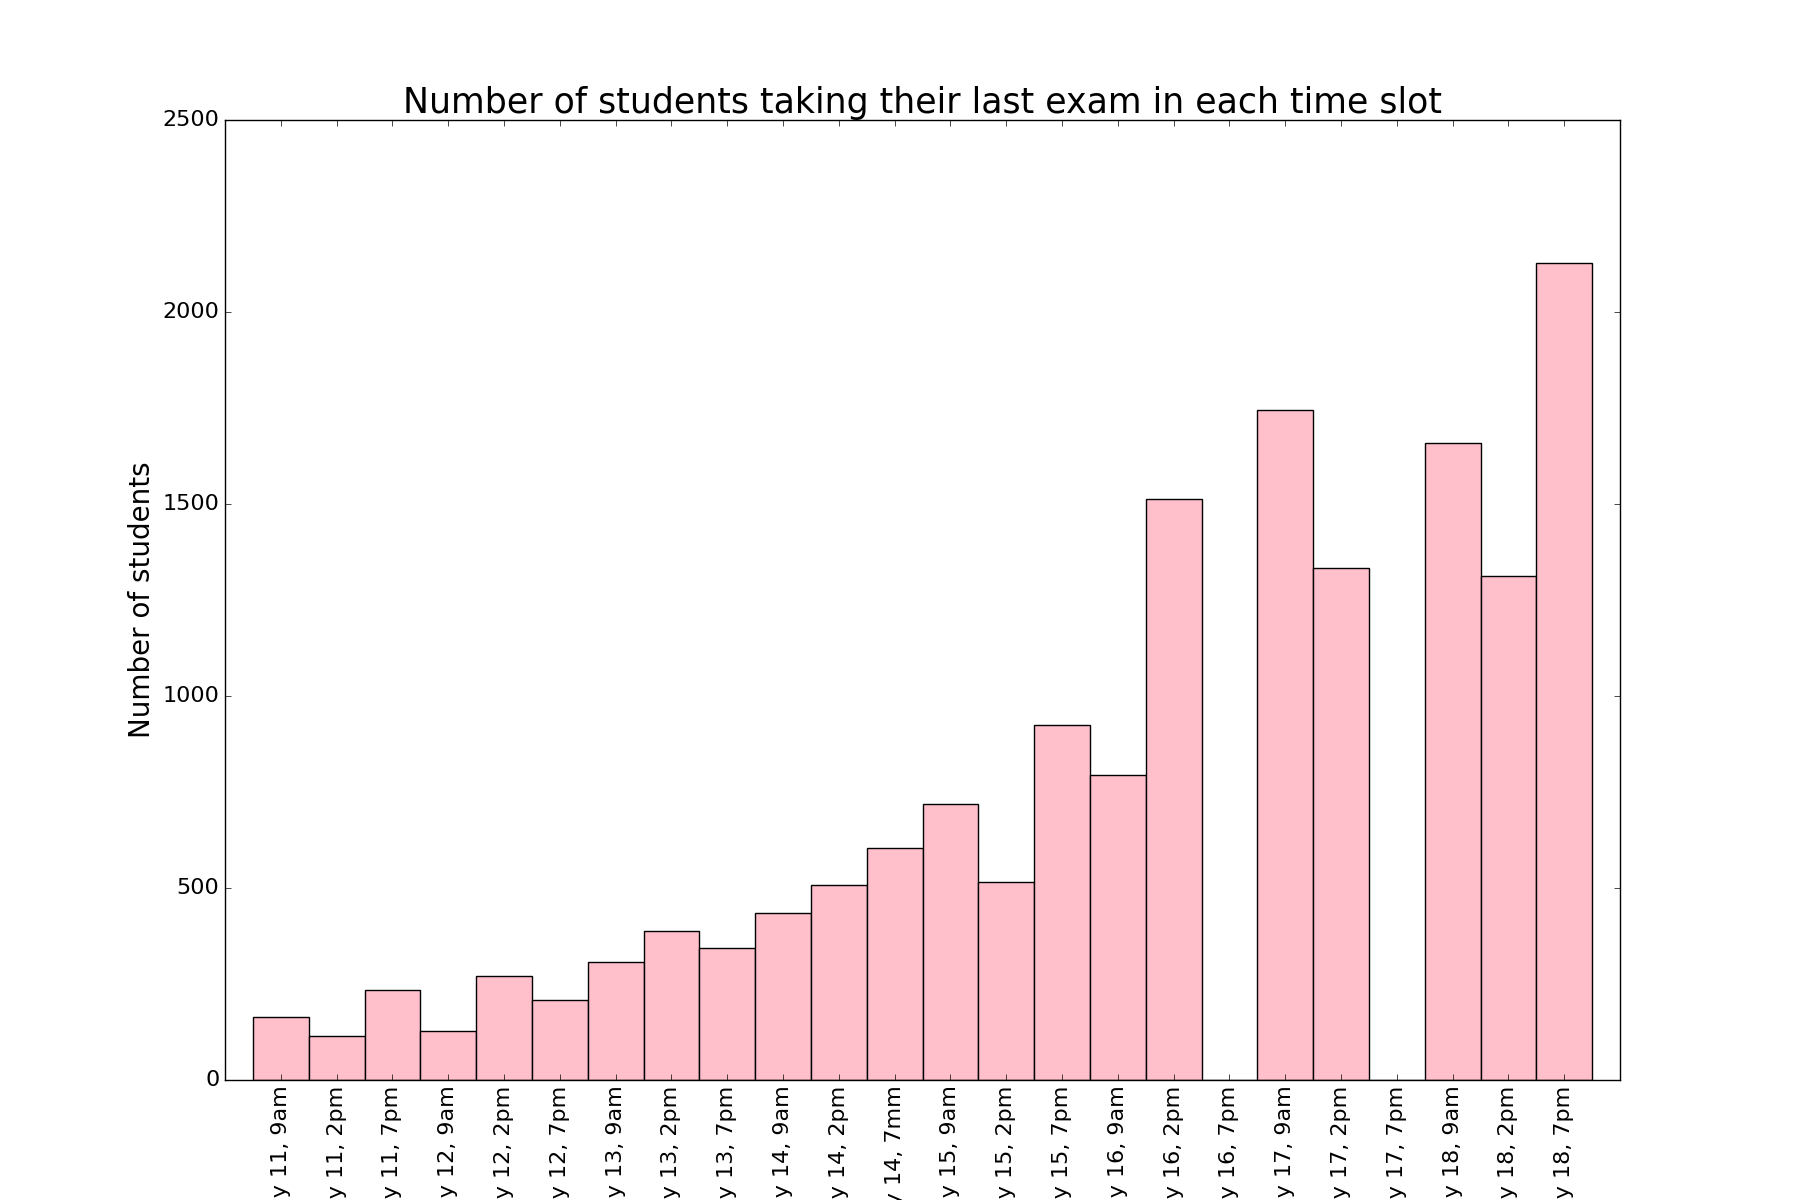 Number of students taking their last exam in each time slot
Number of students
2500
2000
1500
1000
500
0
y 11, 9am
y 11, 2pm
y 11, 7pm
y 12, 9am
y 12, 2pm
y 12, 7pm
y 13, 9am
y 13, 2pm
y 13, 7pm
y 14, 9am
y 14, 2pm
y 14, 7mm
y 15, 9am
y 15, 2pm
y 15, 7pm
y 16, 9am
y 16, 2pm
y 16, 7pm
y 17, 9am
y 17, 2pm
y 17, 7pm
y 18, 9am
y 18, 2pm
y 18, 7pm